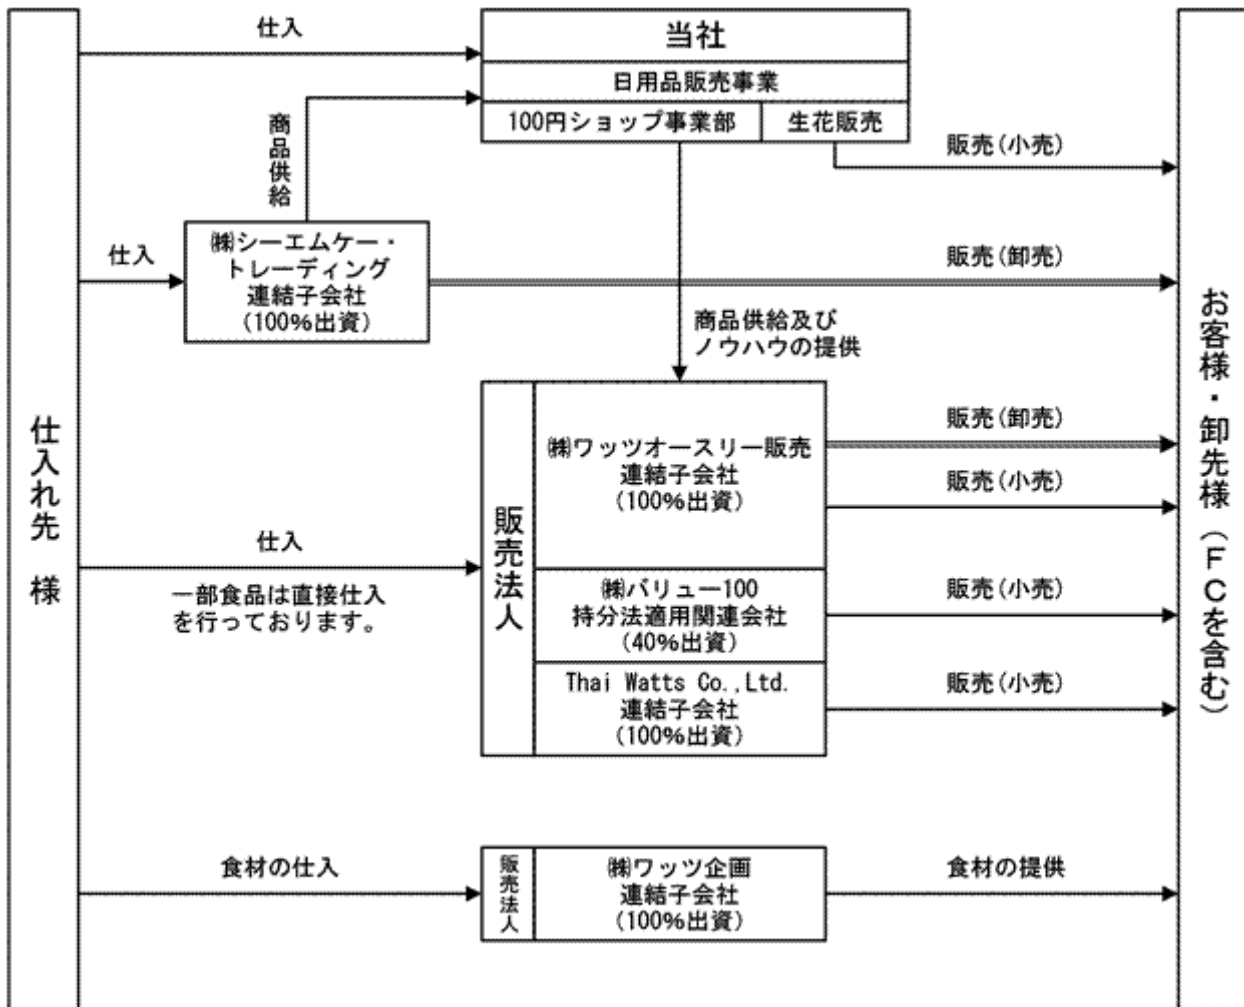 仕入
当社
日用品販売事業
100円ショップ事業部
生花販売
商品供給
販売(小売)
仕入
㈱シーエムケー・
トレーディング
連結子会社
(100%出資)
販売(卸売)
商品供給及び
ノウハウの提供
仕入れ先 様
お客様・卸先様(FCを含む)
販売法人
㈱ワッツオースリー販売
連結子会社
(100%出資)
販売(卸売)
販売(小売)
仕入
一部食品は直接仕入
を行っております。
㈱バリュー100
持分法適用関連会社
(40%出資)
販売(小売)
Thai Watts Co.,Ltd.
連結子会社
(100%出資)
販売(小売)
食材の仕入
販売法人
㈱ワッツ企画
連結子会社
(100%出資)
食材の提供